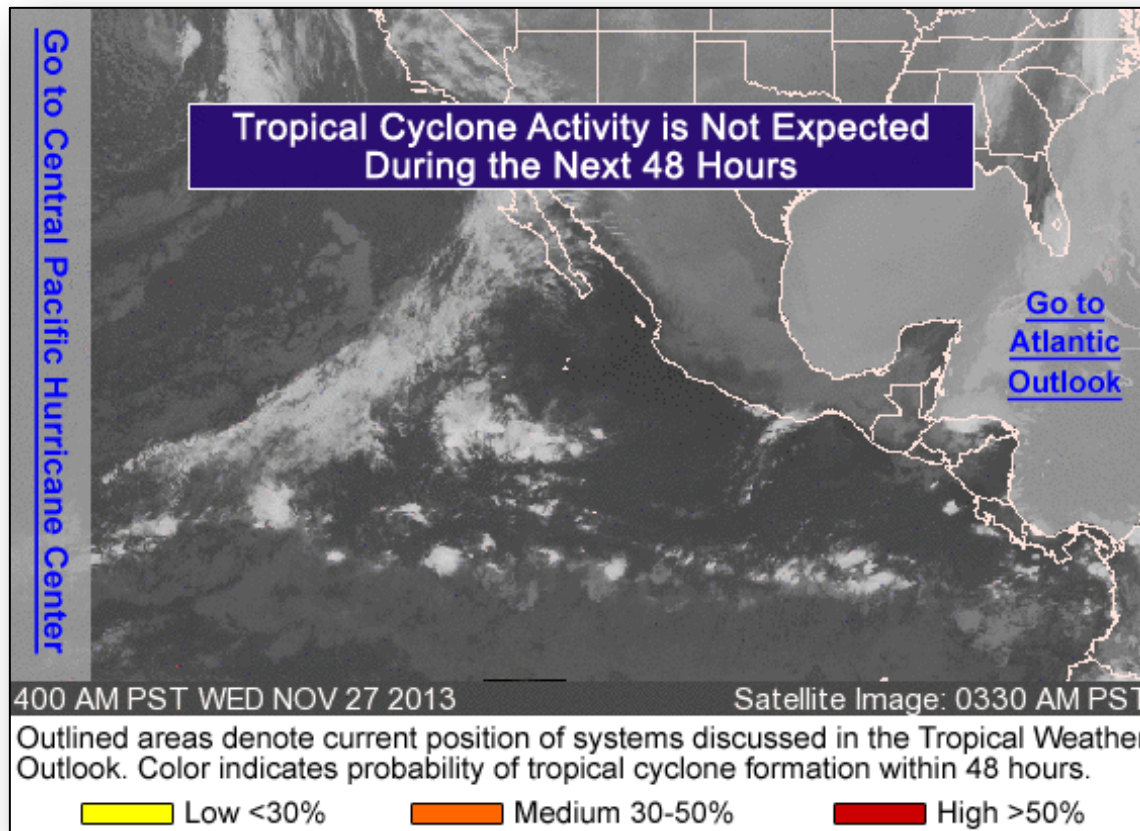 Go to Central Pacific Hurricane Center
Tropical Cyclone Activity is Not Expected
During the Next 48 Hours
Go to
Atlantic
Outlook
400 AM PST WED NOV 27 2013
Satellite Image: 0330 AM PST
Outlined areas denote current position of systems discussed in the Tropical Weather
Outlook. Color indicates probability of tropical cyclone formation within 48 hours.
Low <30%
Medium 30-50%
High >50%